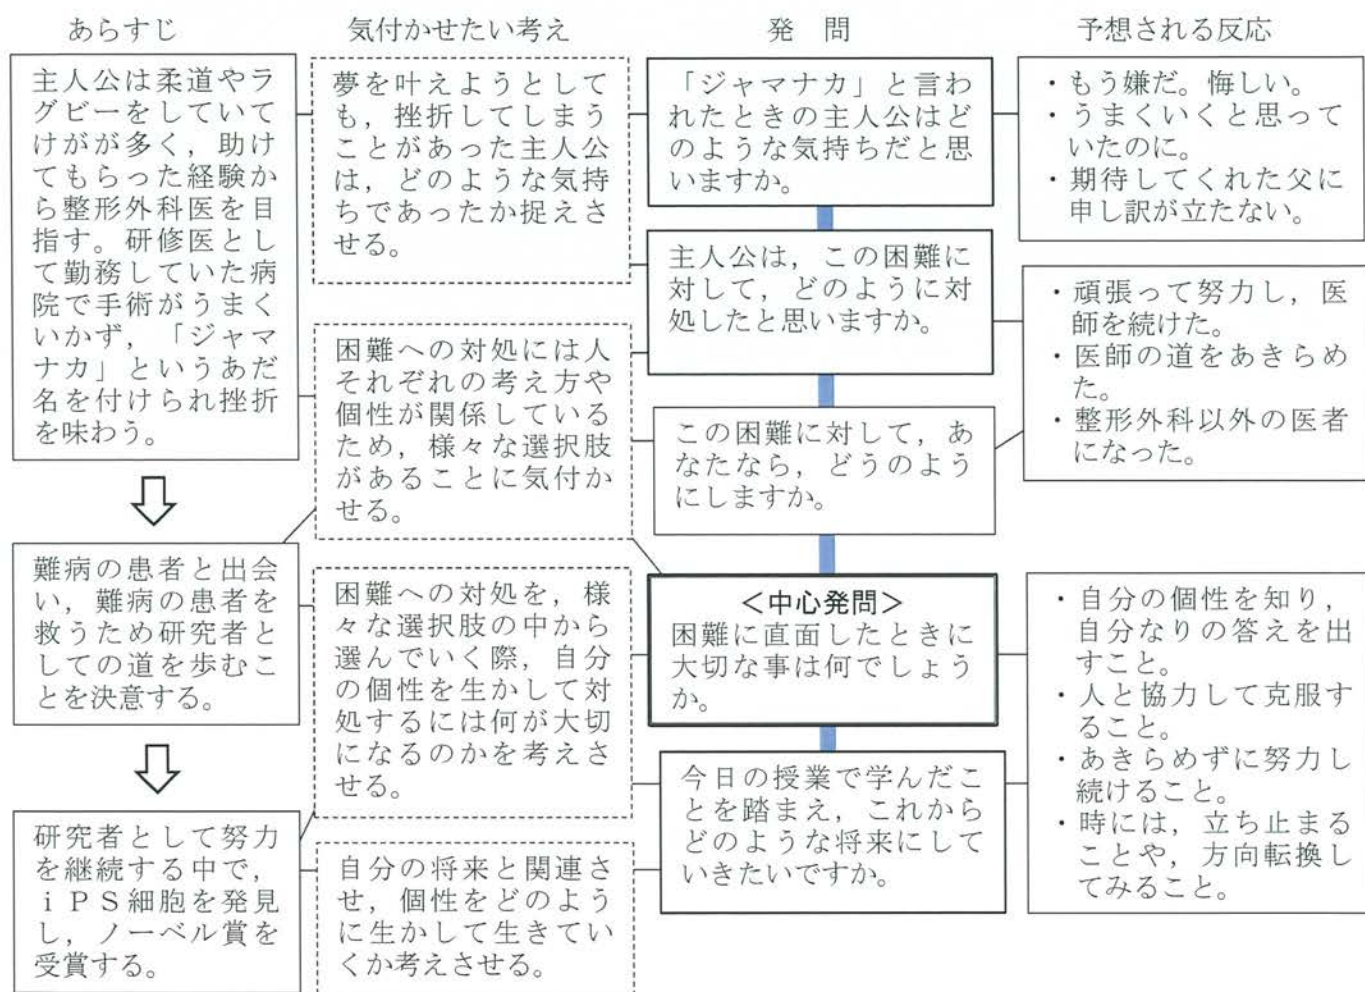 あらすじ
主人公は柔道やラ
グビーをしていて
けがが多く，助け
てもらった経験か
ら整形外科医を目
指す。研修医とし
て勤務していた病
院で手術がうまく
いかず，「ジャマ
ナカ」というあだ
名を付けられ挫折
を味わう。
難病の患者と出会
い，難病の患者を
救うため研究者と
しての道を歩むこ
とを決意する。
研究者として努力
を継続する中で，
ｉＰＳ細胞を発見
し，ノーベル賞を
受賞する。
気付かせたい考え
夢を叶えようとして
も，挫折してしまう
ことがあった主人公
は，どのような気持
ちであったか捉えさ
せる。
困難への対処には人
それぞれの考え方や
個性が関係している
ため，様々な選択肢
があることに気付か
せる。
困難への対処を，様
々な選択肢の中から
選んでいく際，自分
の個性を生かして対
処するには何が大切
になるのかを考えさ
せる。
自分の将来と関連さ
せ，個性をどのよう
に生かして生きてい
くか考えさせる。
発　問
「ジャマナカ」と言わ
れたときの主人公はど
のような気持ちだと思
いますか。
主人公は，この困難に
対して，どのように対
処したと思いますか。
この困難に対して，あ
なたなら，どうのよう
にしますか。
＜中心発問＞
困難に直面したときに
大切な事は何でしょう
か。
今日の授業で学んだこ
とを踏まえ，これから
どのような将来にして
いきたいですか。
予想される反応
・もう嫌だ。悔しい。
・うまくいくと思って
いたのに。
・期待してくれた父に
申し訳が立たない。
・頑張って努力し，医
師を続けた。
・医師の道をあきらめ
た。
・整形外科以外の医者
になった。
・自分の個性を知り，
自分なりの答えを出
すこと。
・人と協力して克服す
ること。
・あきらめずに努力し
続けること。
・時には，立ち止まる
ことや，方向転換し
てみること。